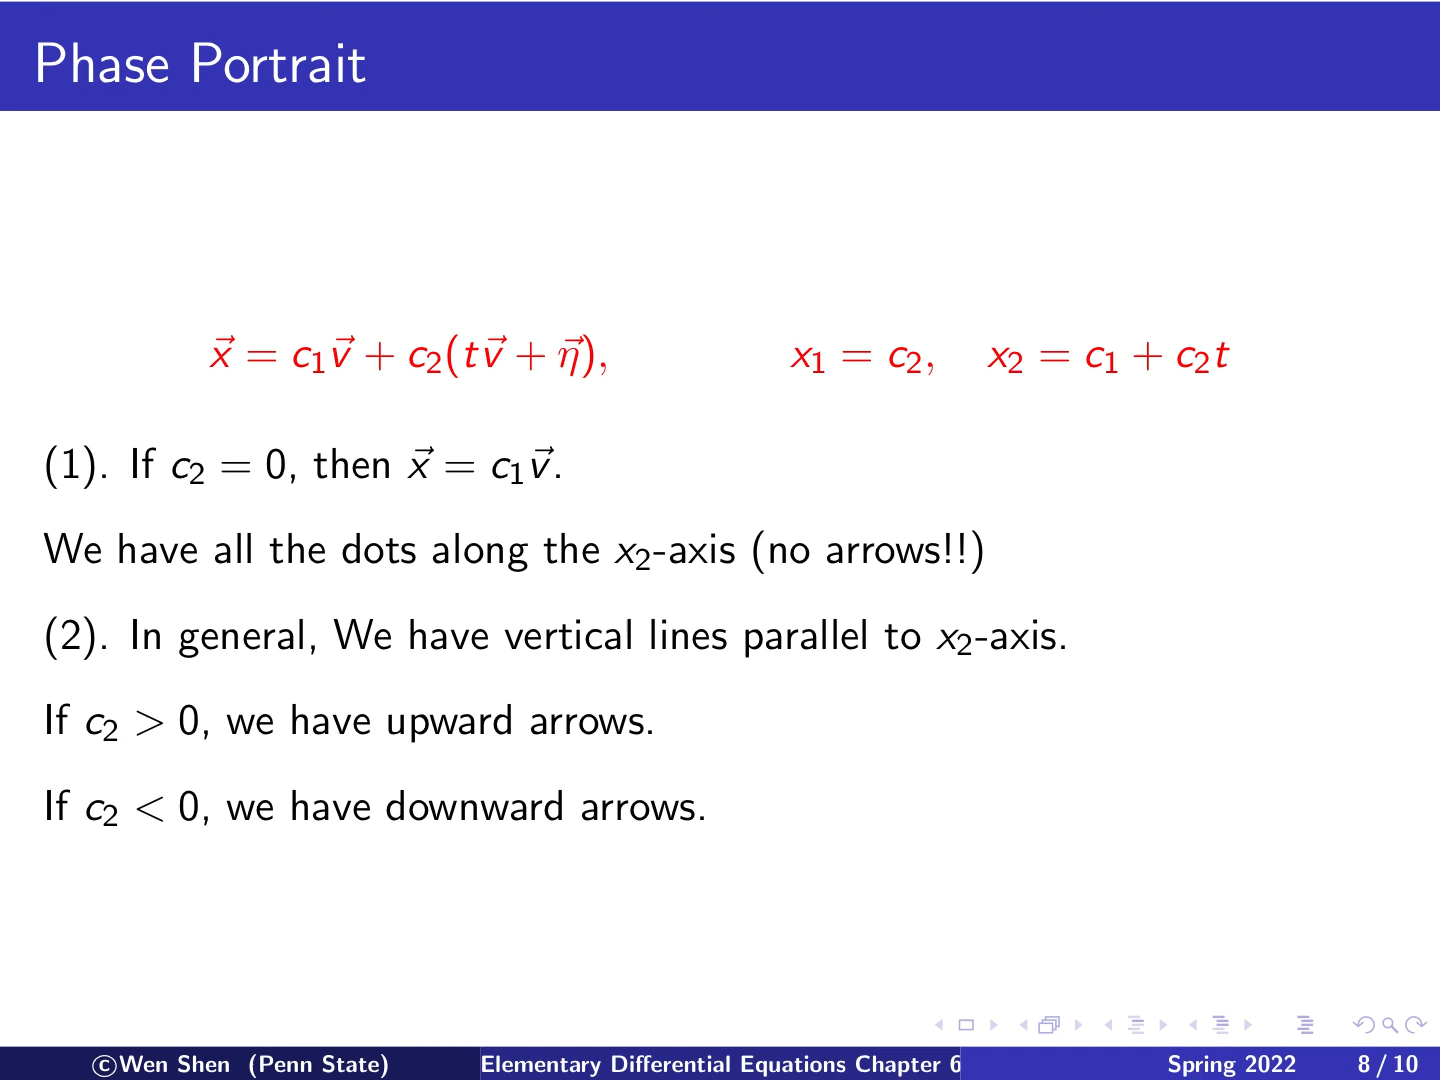 Phase Portrait
x⃗ = c₁v⃗ + c₂(tv⃗ + η⃗),    x₁ = c₂,    x₂ = c₁ + c₂t
(1). If c₂ = 0, then x⃗ = c₁v⃗.
We have all the dots along the x₂-axis (no arrows!!)
(2). In general, We have vertical lines parallel to x₂-axis.
If c₂ > 0, we have upward arrows.
If c₂ < 0, we have downward arrows.
©Wen Shen (Penn State)    Elementary Differential Equations Chapter 6    Spring 2022    8 / 10